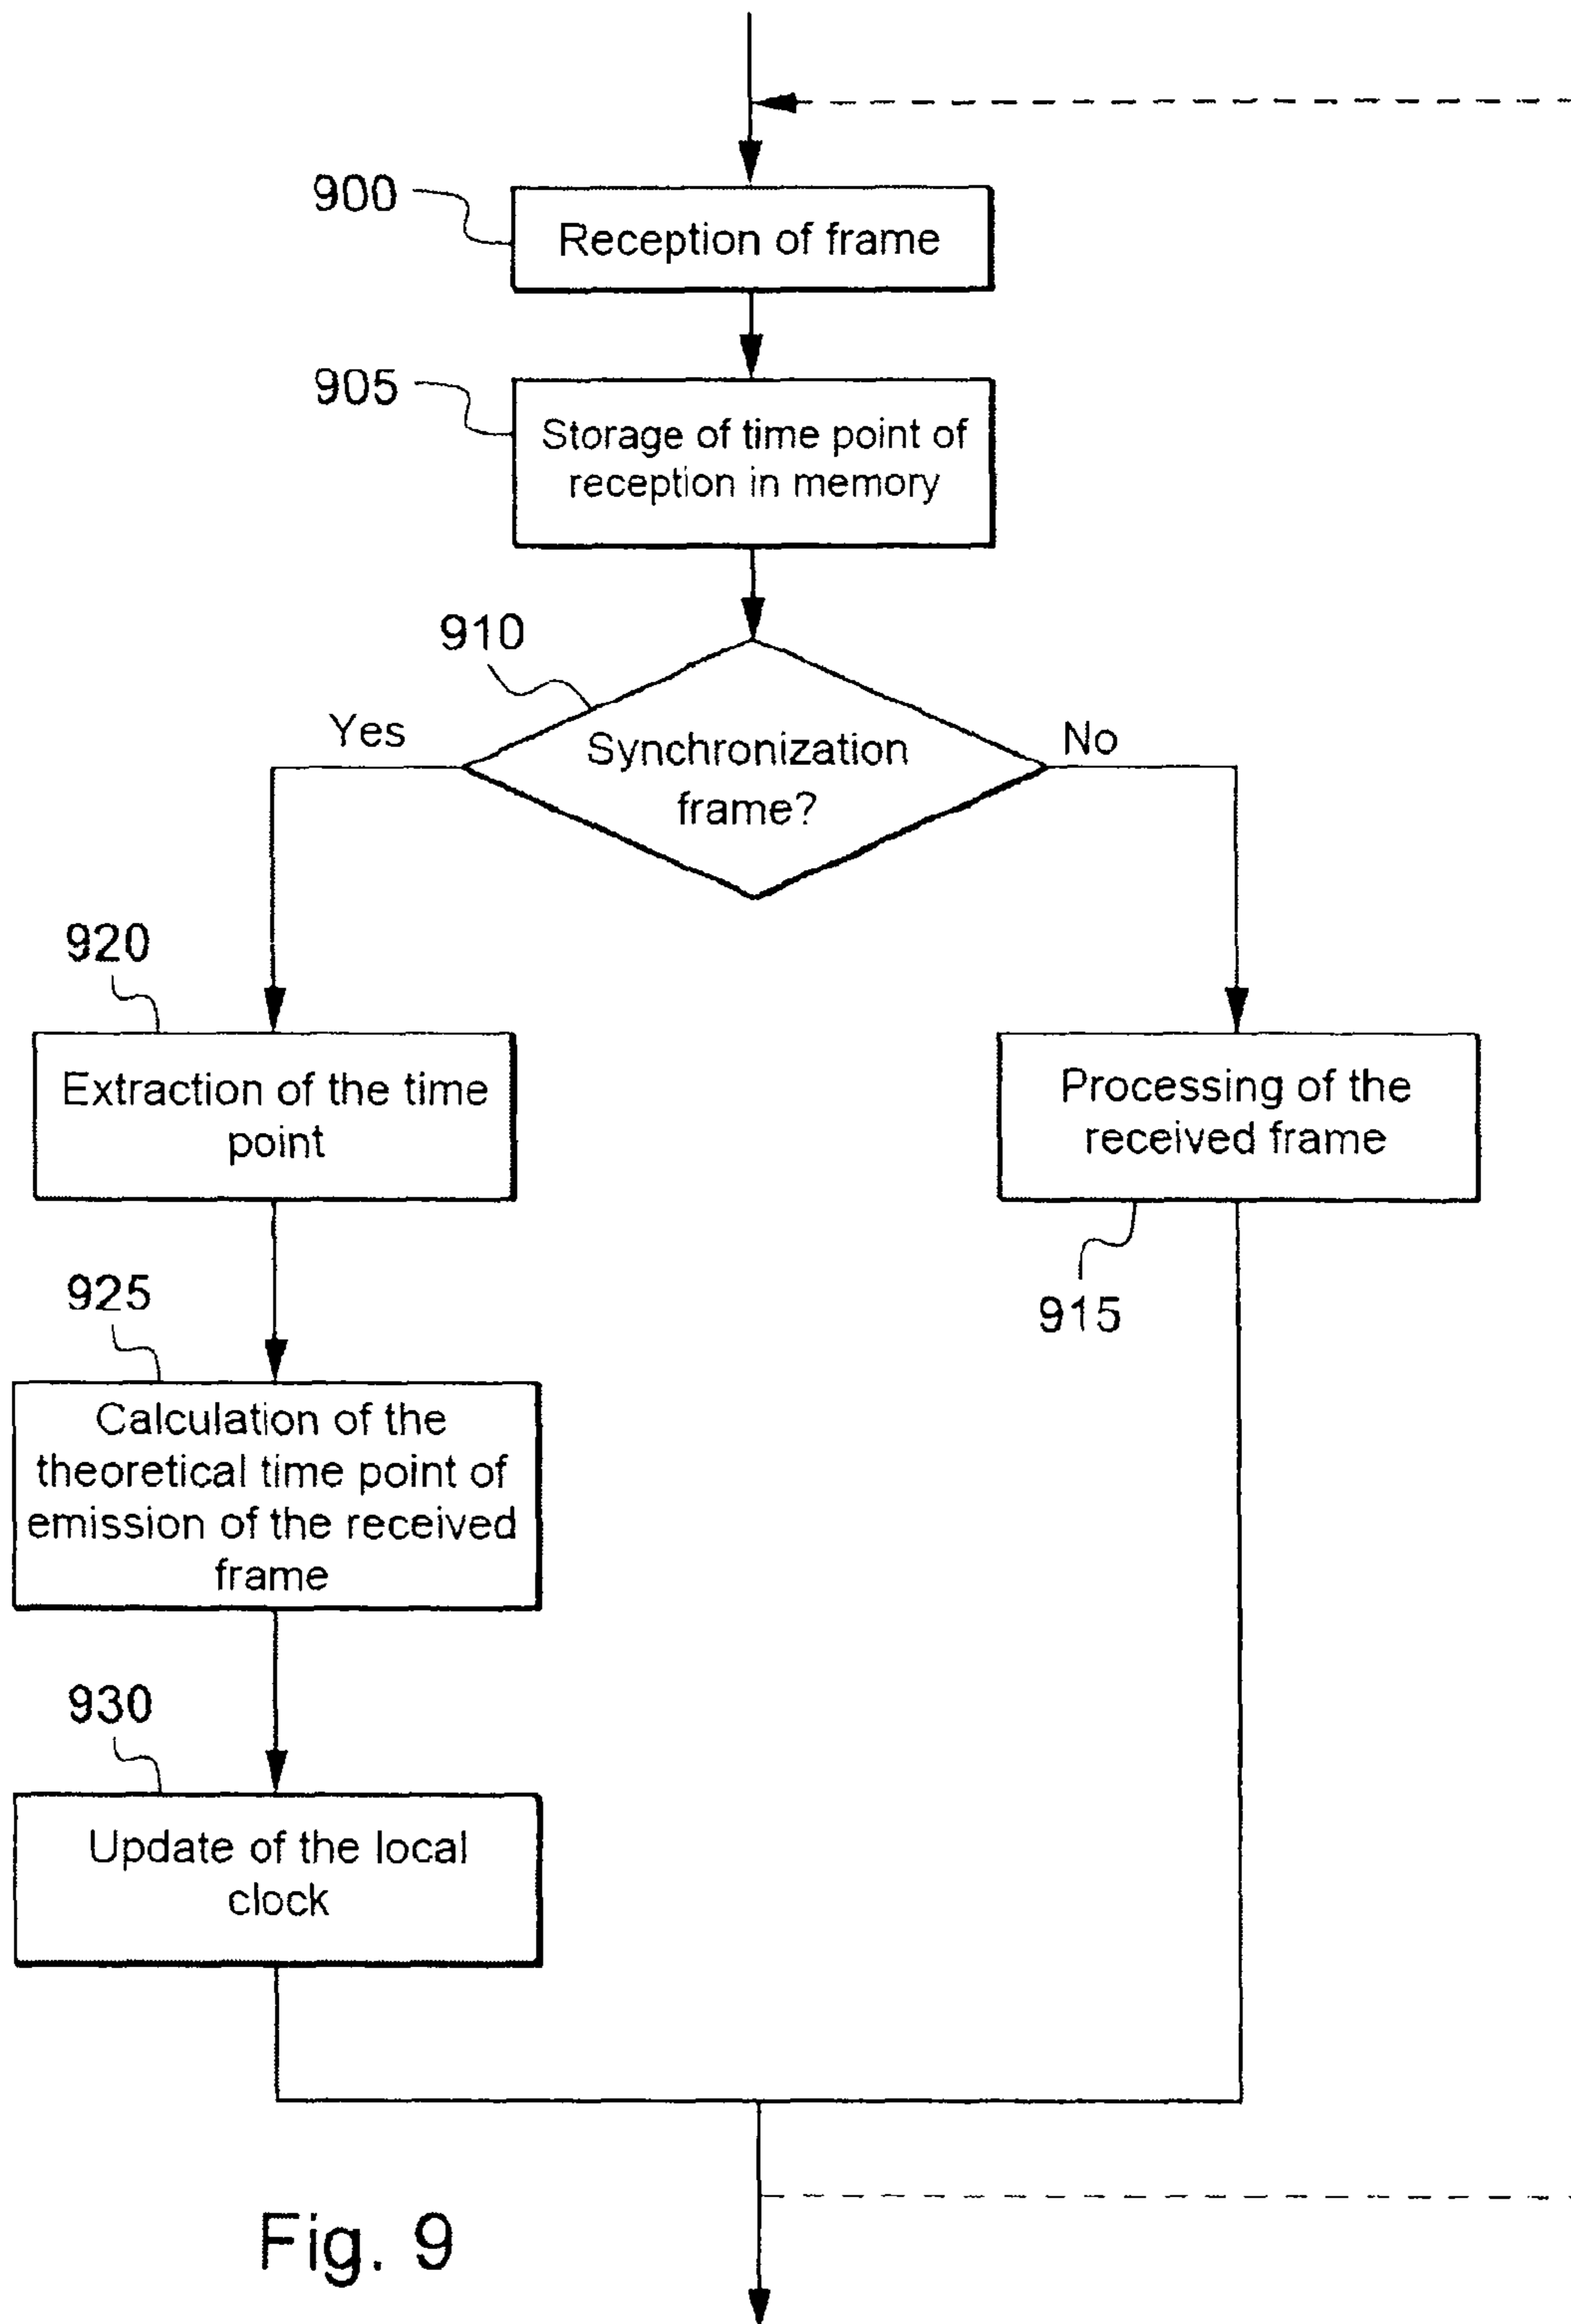 900
Reception of frame
905
Storage of time point of
reception in memory
910
Yes
Synchronization
frame?
No
920
Extraction of the time
point
Processing of the
received frame
915
925
Calculation of the
theoretical time point of
emission of the received
frame
930
Update of the local
clock
Fig. 9